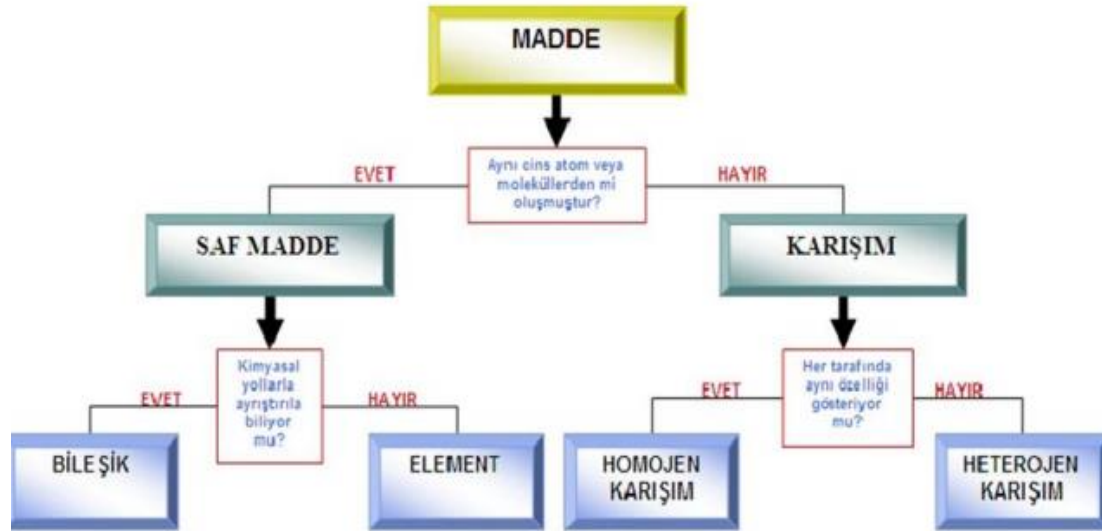 MADDE
Aynı cins atom veya
moleküllerden mi
oluşmuştur?
EVET
HAYIR
SAF MADDE
KARIŞIM
Kimyasal
yollarla
ayrıştırıla
biliyor
mu?
EVET
HAYIR
Her tarafında
aynı özelliği
gösteriyor
mu?
EVET
HAYIR
BİLEŞİK
ELEMENT
HOMOJEN
KARIŞIM
HETEROJEN
KARIŞIM